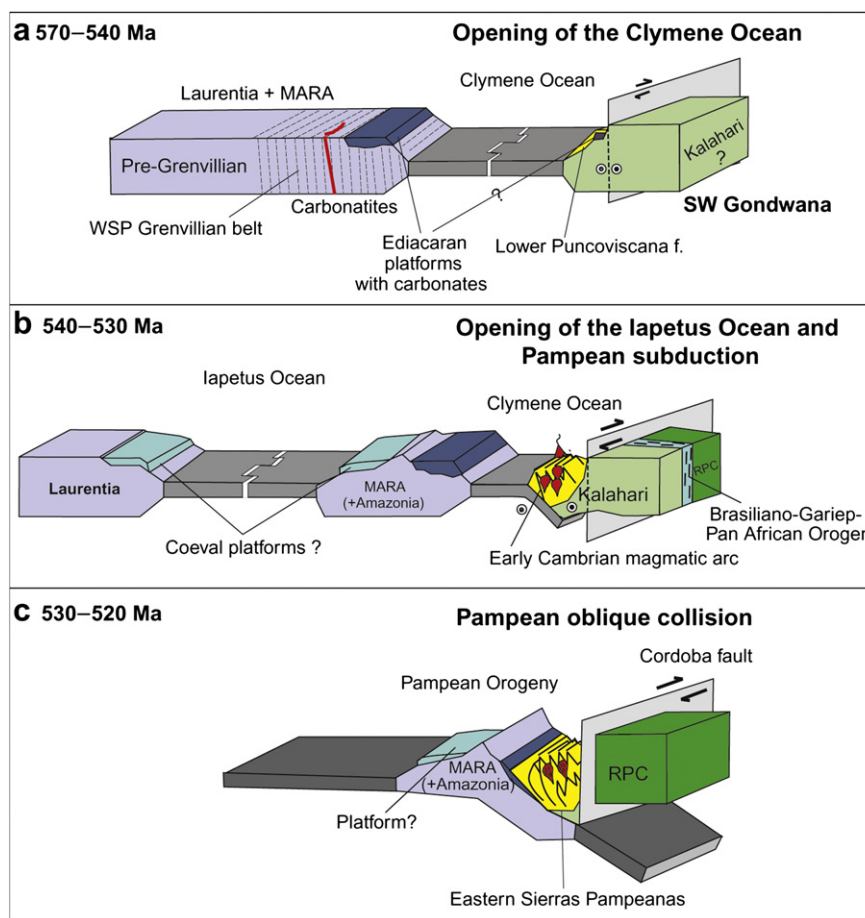 a 570–540 Ma
Opening of the Clymene Ocean
Clymene Ocean
Laurentia + MARA
Pre-Grenvillian
Kalahari
?
?
Carbonatites
SW Gondwana
WSP Grenvillian belt
Ediacaran
platforms
with carbonates
Lower Puncoviscana f.
b 540–530 Ma
Opening of the Iapetus Ocean and
Pampean subduction
Iapetus Ocean
Clymene Ocean
RPC
Laurentia
MARA
(+Amazonia)
Kalahari
Brasiliano-Gariep-
Pan African Oroger
Coeval platforms ?
Early Cambrian magmatic arc
c 530–520 Ma
Pampean oblique collision
Cordoba fault
Pampean Orogeny
MARA
(+Amazonia)
RPC
Platform?
Eastern Sierras Pampeanas